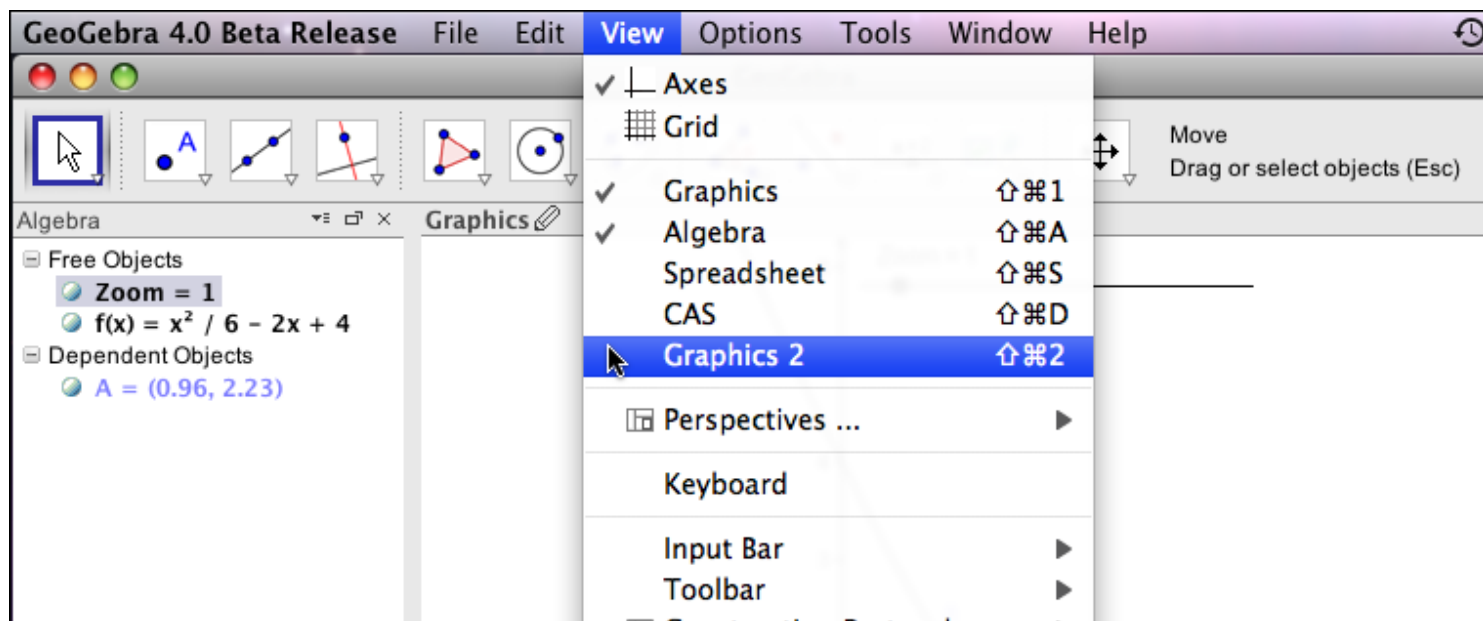 GeoGebra 4.0 Beta Release File Edit View Options Tools Window Help
A
Move
Drag or select objects (Esc)
Algebra
Graphics
Free Objects
Zoom = 1
f(x) = x² / 6 – 2x + 4
Dependent Objects
A = (0.96, 2.23)
Axes
Grid
Graphics ⇧⌘1
Algebra ⇧⌘A
Spreadsheet ⇧⌘S
CAS ⇧⌘D
Graphics 2 ⇧⌘2
Perspectives ...
Keyboard
Input Bar
Toolbar